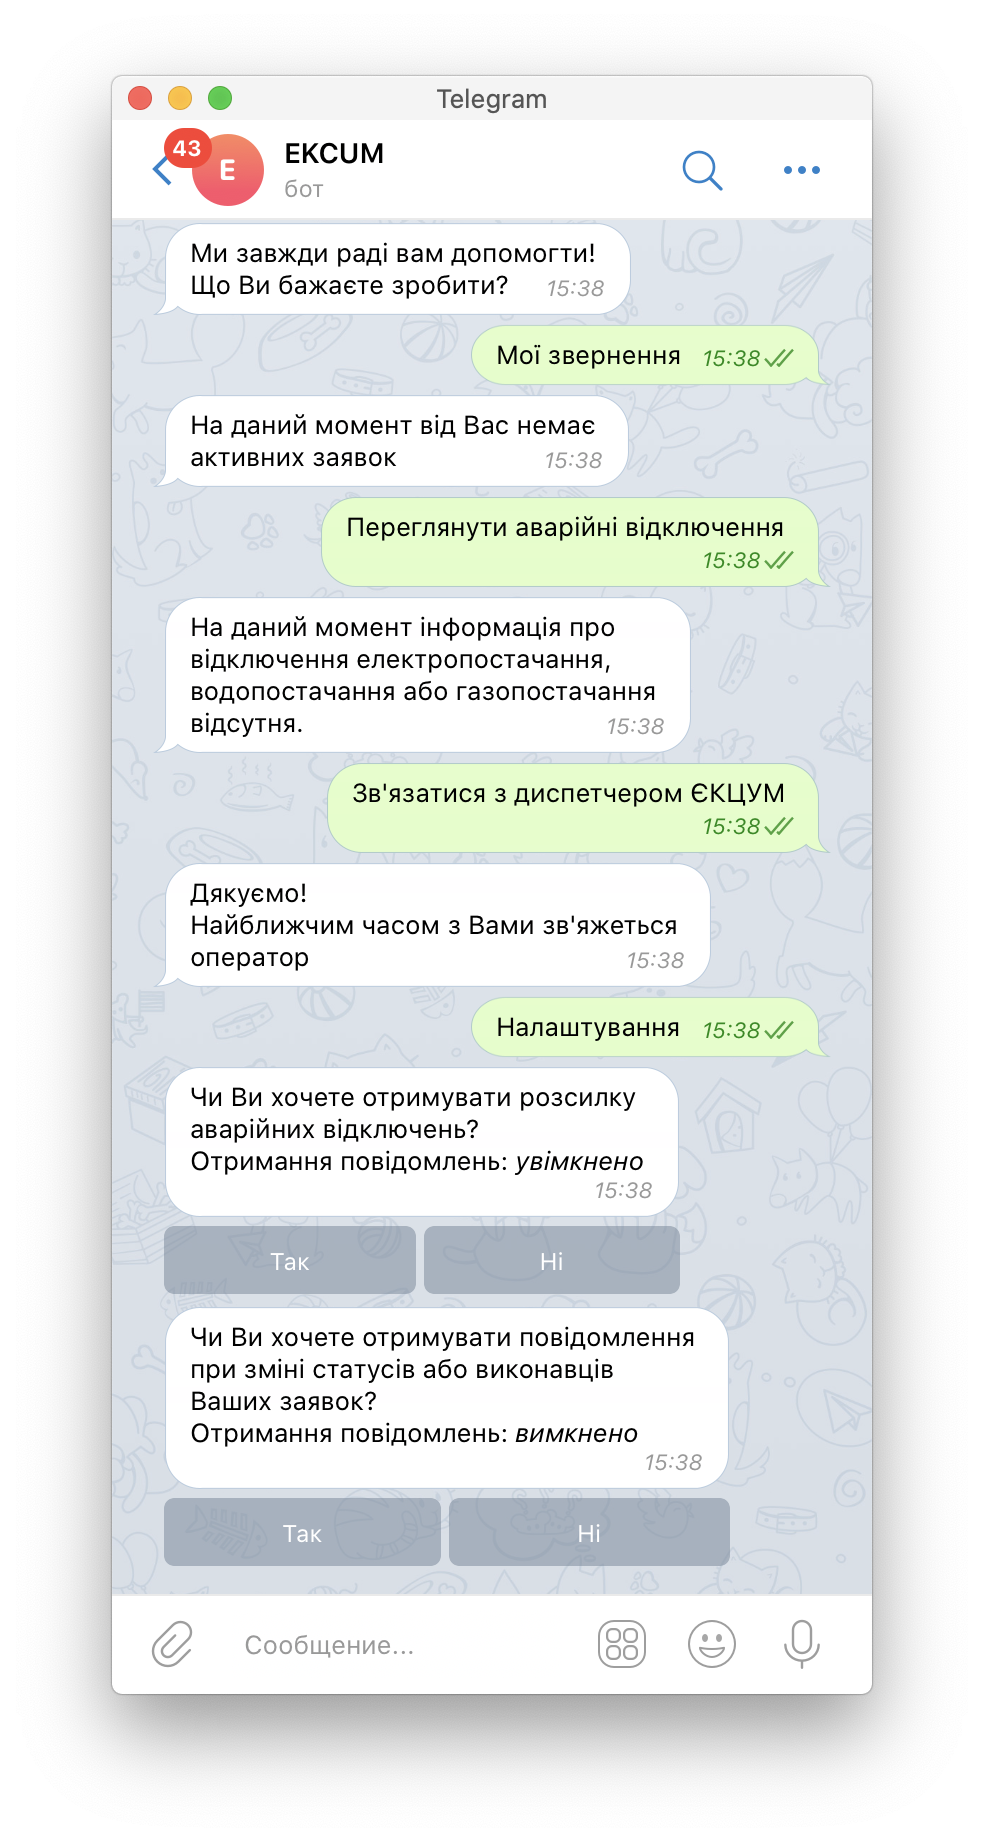 Telegram
43
E
EKCUM
бот
Ми завжди раді вам допомогти!
Що Ви бажаєте зробити? 15:38
Мої звернення 15:38
На даний момент від Вас немає
активних заявок 15:38
Переглянути аварійні відключення
15:38
На даний момент інформація про
відключення електропостачання,
водопостачання або газопостачання
відсутня. 15:38
Зв'язатися з диспетчером ЄКЦУМ
15:38
Дякуємо!
Найближчим часом з Вами зв'яжеться
оператор 15:38
Налаштування 15:38
Чи Ви хочете отримувати розсилку
аварійних відключень?
Отримання повідомлень: увімкнено
15:38
Так Ні
Чи Ви хочете отримувати повідомлення
при зміні статусів або виконавців
Ваших заявок?
Отримання повідомлень: вимкнено
15:38
Так Ні
Сообщение...